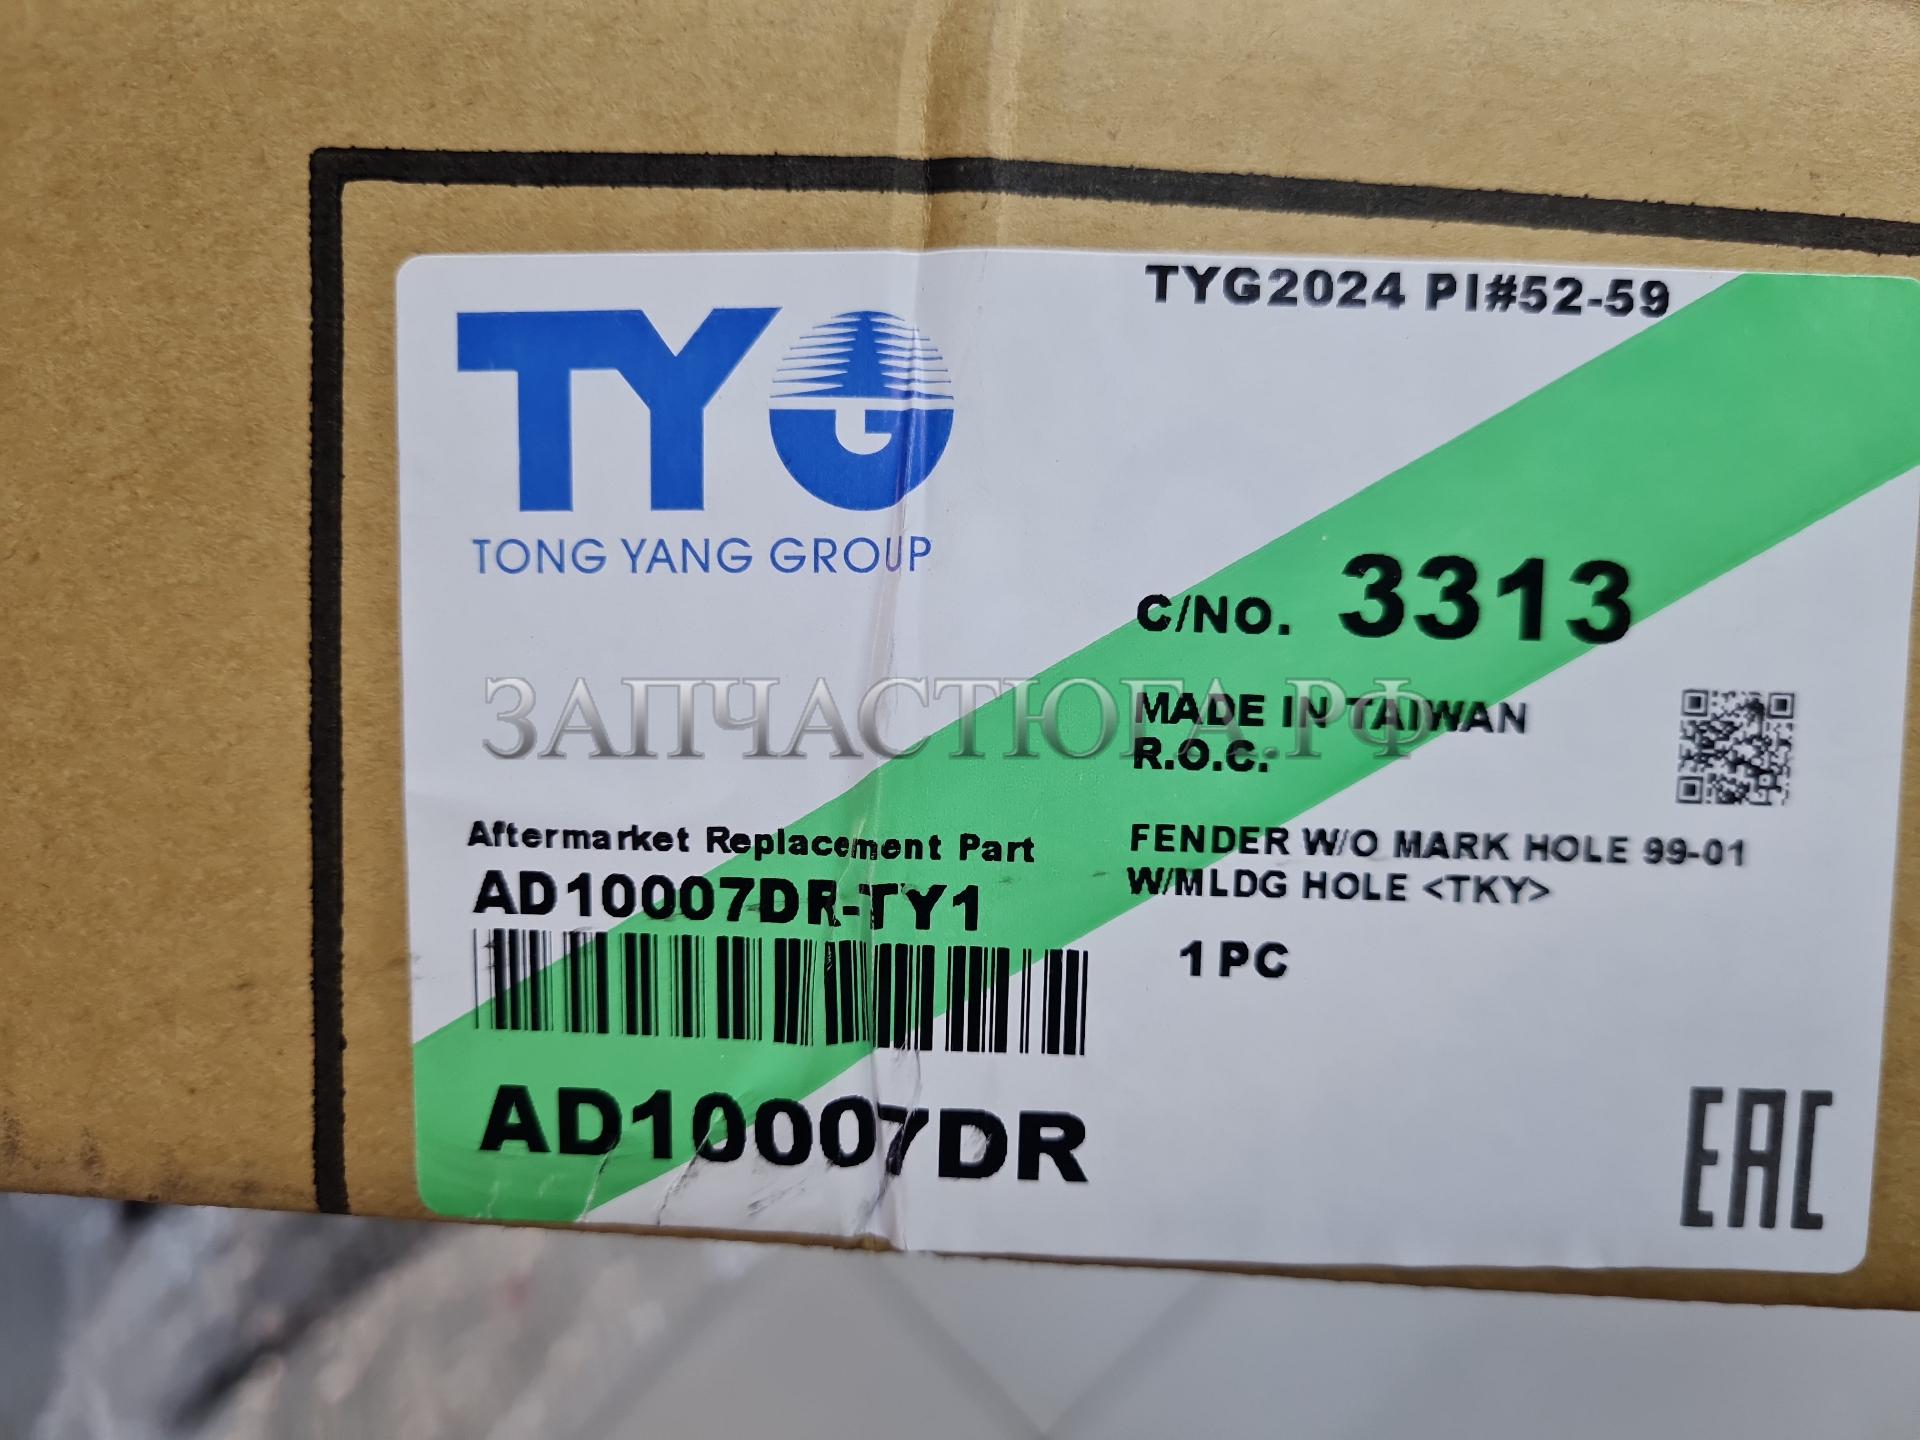 TYG2024 PI#52-59
TYG
TONG YANG GROUP
C/NO. 3313
ЗАПЧАСТЮГА.РФ
MADE IN TAIWAN
R.O.C.
Aftermarket Replacement Part
AD10007DR-TY1
FENDER W/O MARK HOLE 99-01
W/MLDG HOLE <TKY>
1 PC
AD10007DR
EAC